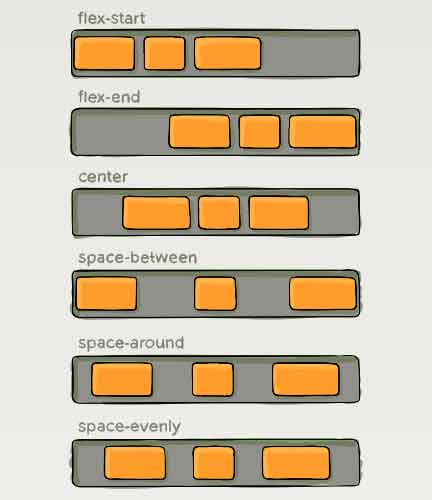 flex-start
flex-end
center
space-between
space-around
space-evenly